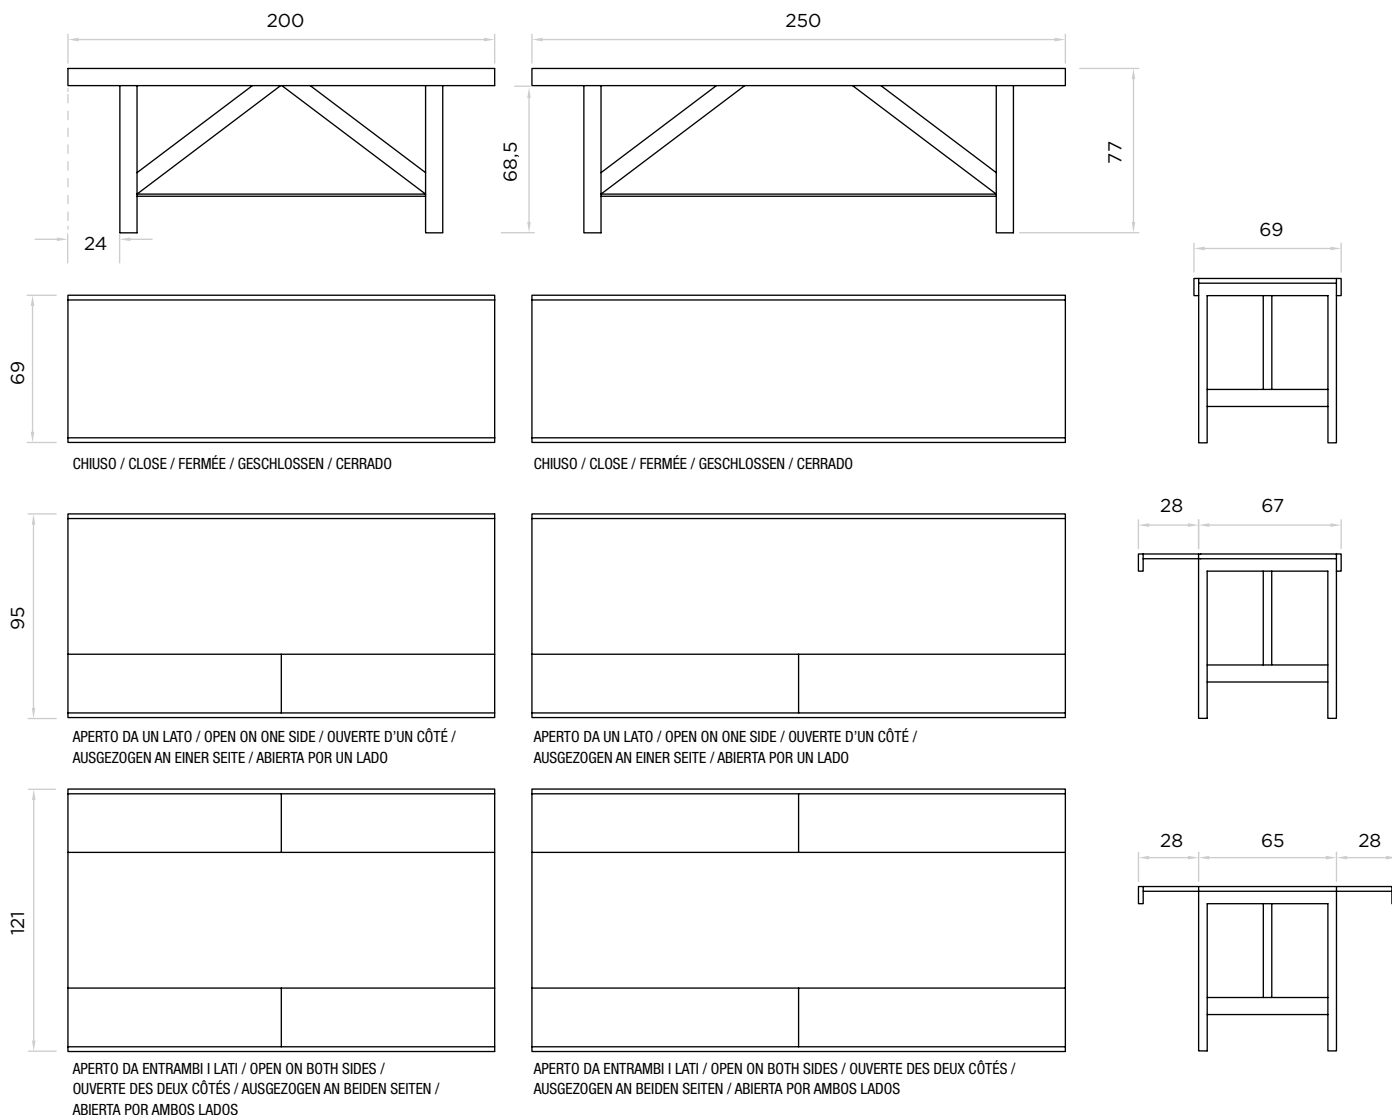 200
250
68,5
77
24
69
69
CHIUSO / CLOSE / FERMÉE / GESCHLOSSEN / CERRADO
CHIUSO / CLOSE / FERMÉE / GESCHLOSSEN / CERRADO
28
67
95
APERTO DA UN LATO / OPEN ON ONE SIDE / OUVERTE D'UN CÔTÉ /
AUSGEZOGEN AN EINER SEITE / ABIERTA POR UN LADO
APERTO DA UN LATO / OPEN ON ONE SIDE / OUVERTE D'UN CÔTÉ /
AUSGEZOGEN AN EINER SEITE / ABIERTA POR UN LADO
28
65
28
121
APERTO DA ENTRAMBI I LATI / OPEN ON BOTH SIDES /
OUVERTE DES DEUX CÔTÉS / AUSGEZOGEN AN BEIDEN SEITEN /
ABIERTA POR AMBOS LADOS
APERTO DA ENTRAMBI I LATI / OPEN ON BOTH SIDES / OUVERTE DES DEUX CÔTÉS /
AUSGEZOGEN AN BEIDEN SEITEN / ABIERTA POR AMBOS LADOS